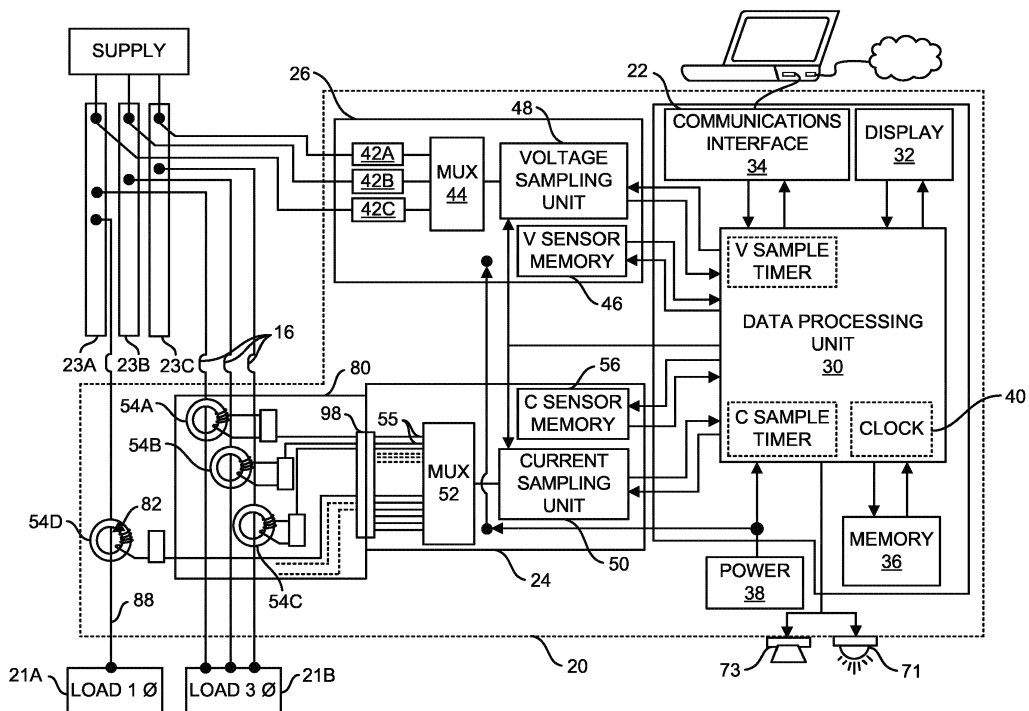 SUPPLY
26
22
48
COMMUNICATIONS
INTERFACE
34
DISPLAY
32
42A
42B
42C
MUX
44
VOLTAGE
SAMPLING
UNIT
V SENSOR
MEMORY
46
V SAMPLE
TIMER
DATA PROCESSING
UNIT
30
23A
23B
23C
16
80
56
40
54A
98
55
C SENSOR
MEMORY
C SAMPLE
TIMER
CLOCK
54B
MUX
52
CURRENT
SAMPLING
UNIT
54D
82
54C
24
50
POWER
38
MEMORY
36
88
20
73
71
21A
LOAD 1 Ø
LOAD 3 Ø
21B